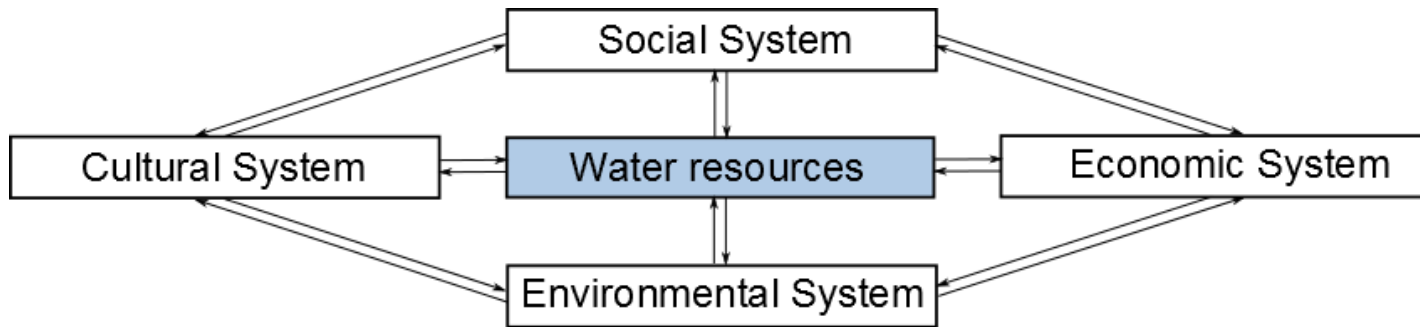 Social System
Cultural System
Water resources
Economic System
Environmental System